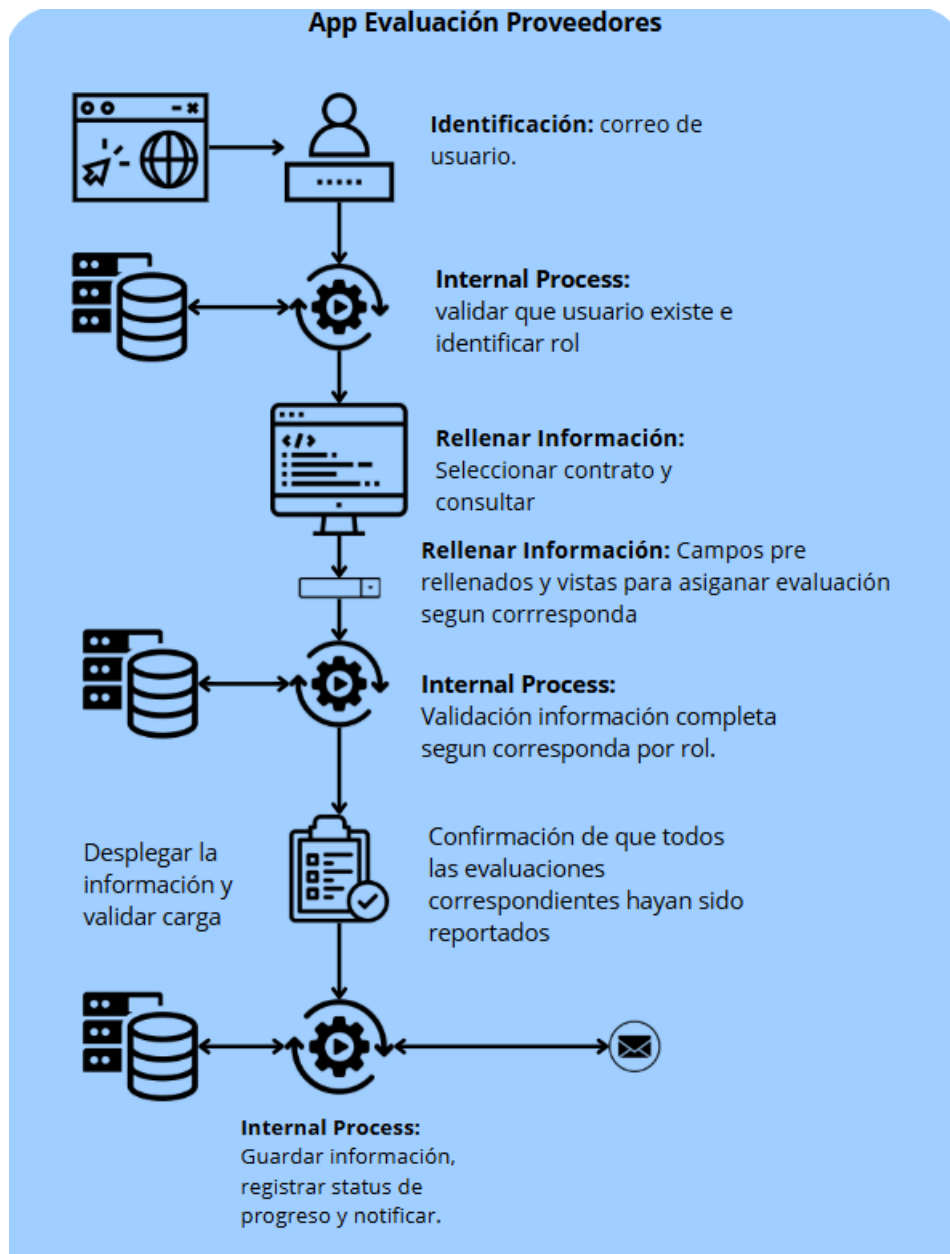 App Evaluación Proveedores
Identificación: correo de
usuario.
Internal Process:
validar que usuario existe e
identificar rol
Rellenar Información:
Seleccionar contrato y
consultar
Rellenar Información: Campos pre
rellenados y vistas para asiganar evaluación
segun corrresponda
Internal Process:
Validación información completa
segun corresponda por rol.
Desplegar la
información y
validar carga
Confirmación de que todos
las evaluaciones
correspondientes hayan sido
reportados
Internal Process:
Guardar información,
registrar status de
progreso y notificar.